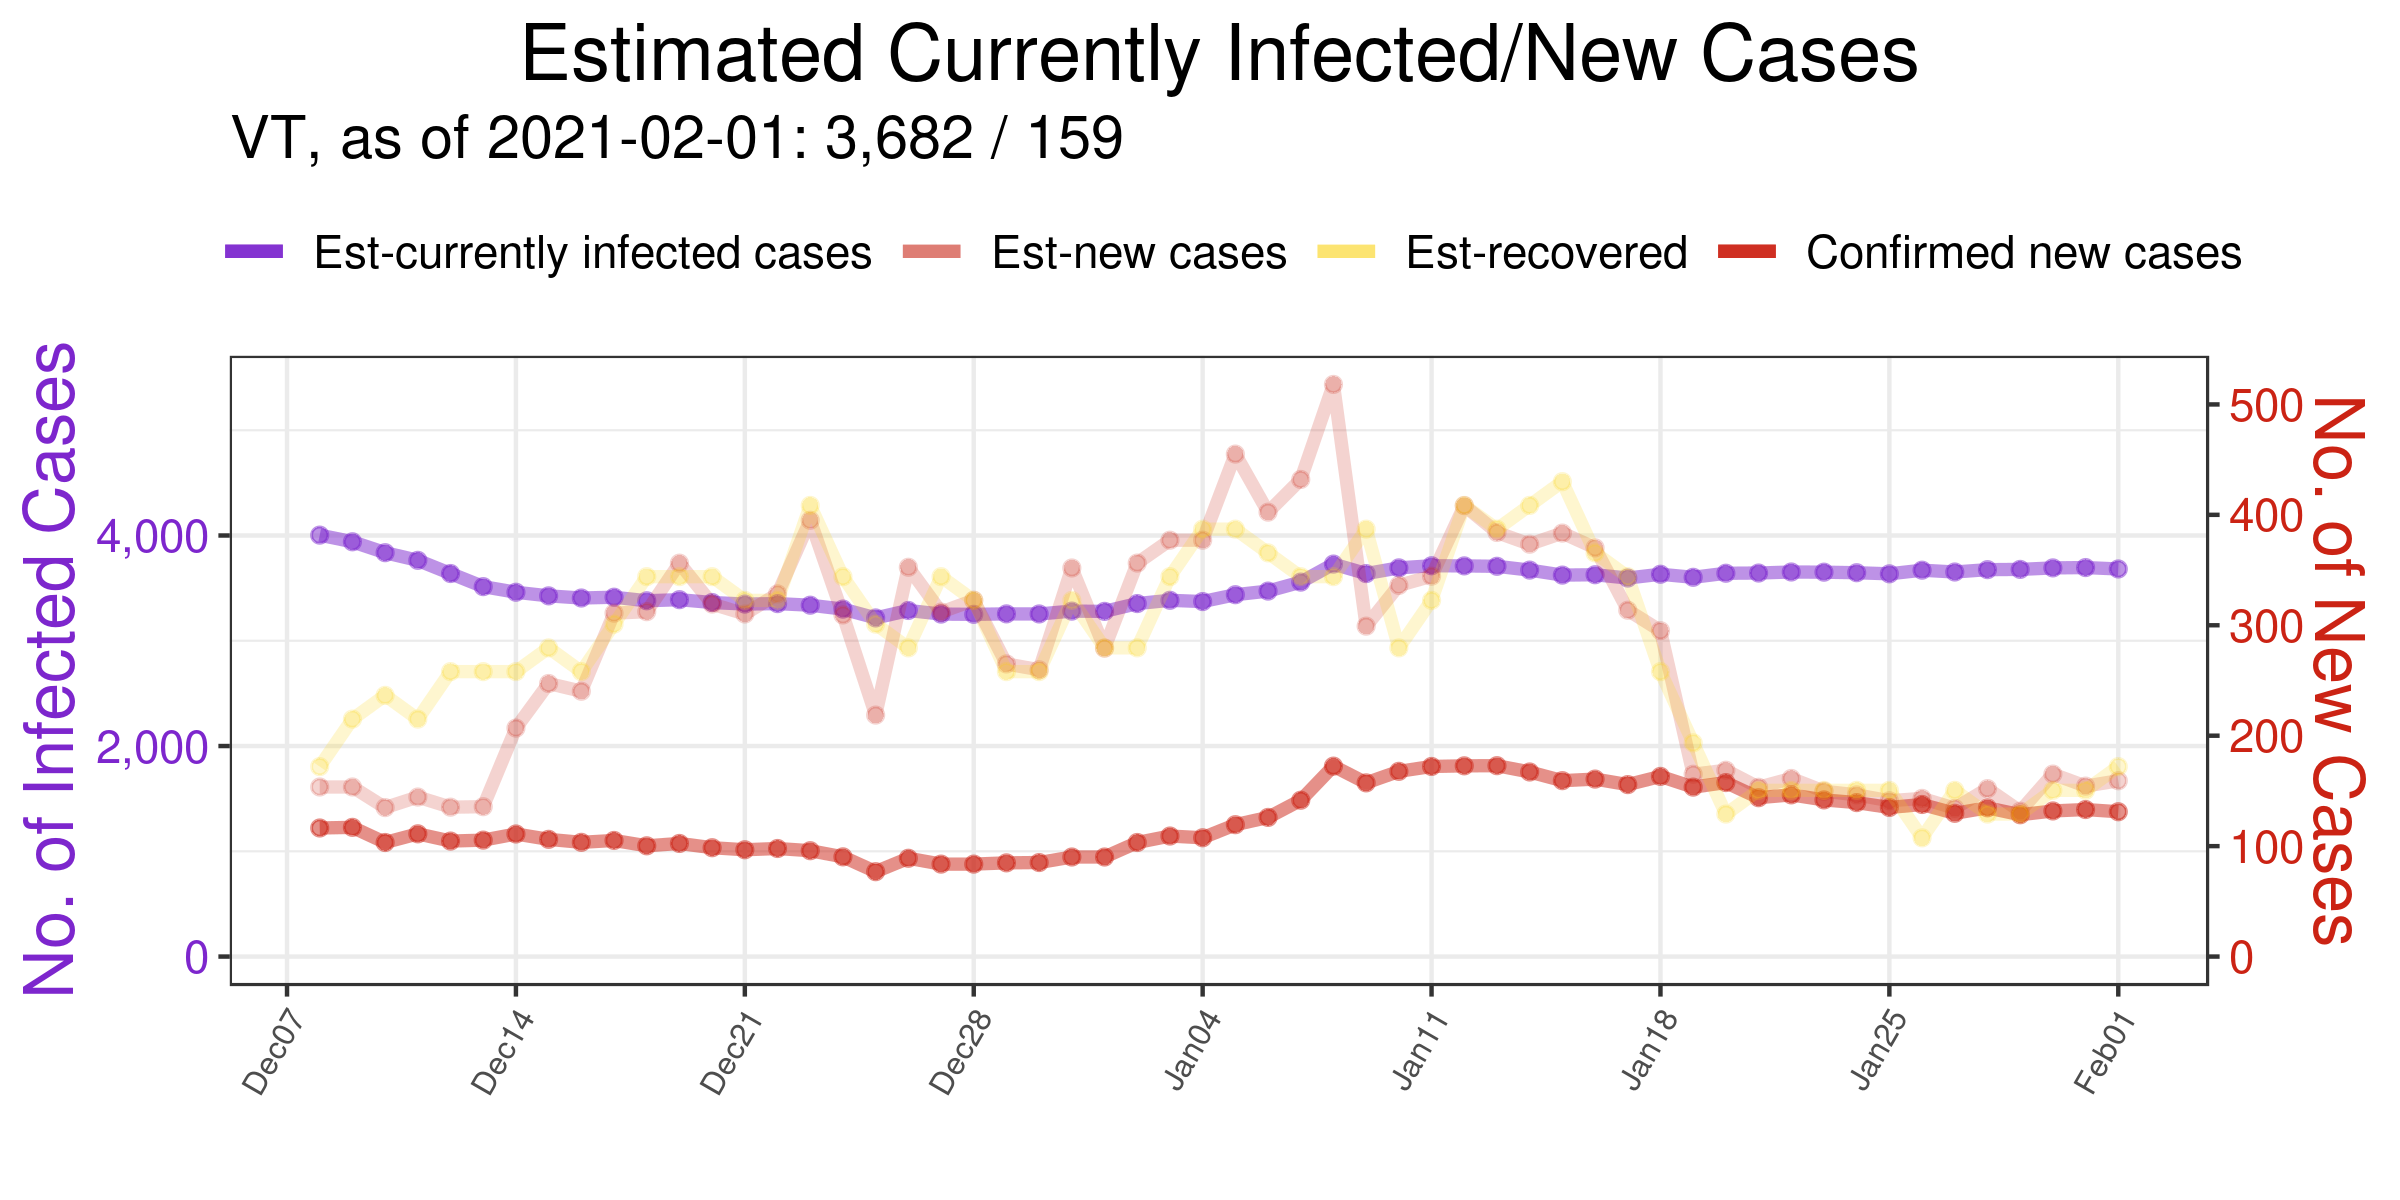 Estimated Currently Infected/New Cases
VT, as of 2021-02-01: 3,682 / 159
Est-currently infected cases Est-new cases Est-recovered Confirmed new cases
No. of Infected Cases
4,000
2,000
0
500
400
300
200
100
0
No. of New Cases
Dec07 Dec14 Dec21 Dec28 Jan04 Jan11 Jan18 Jan25 Feb01